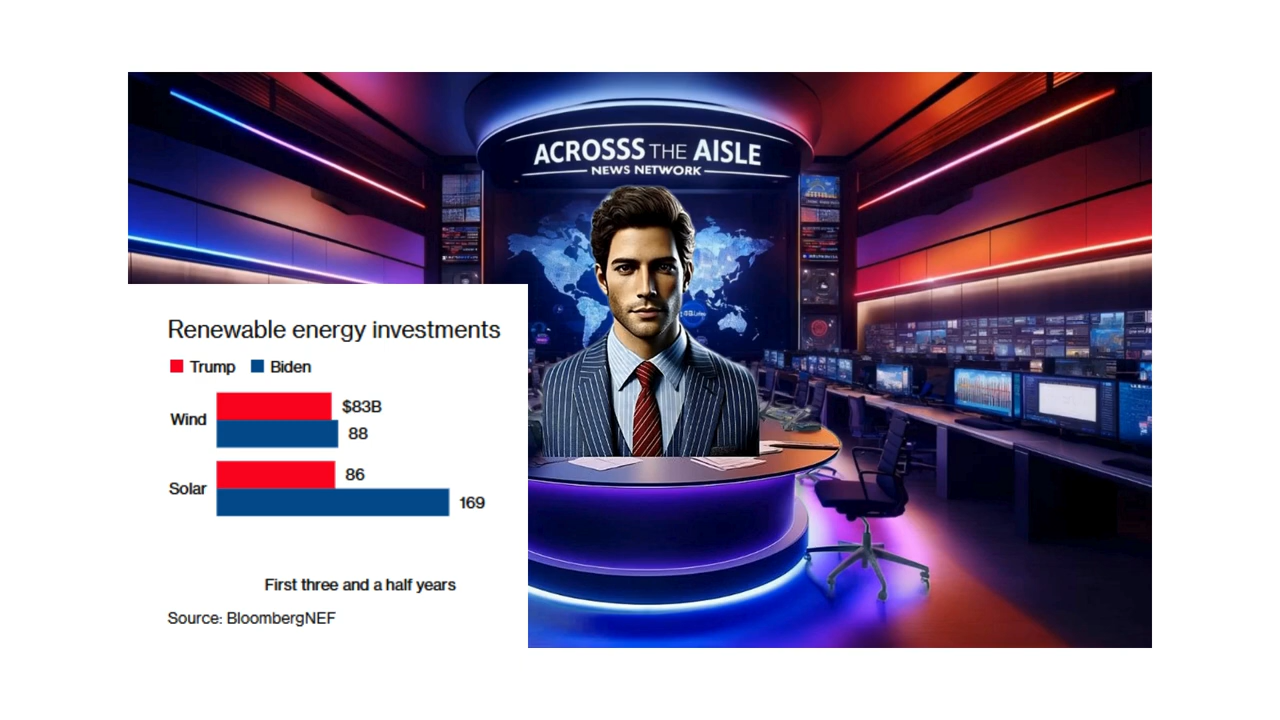 ACROSSS THE AISLE
NEWS NETWORK
Renewable energy investments
Trump Biden
Wind $83B
88
Solar 86
169
First three and a half years
Source: BloombergNEF